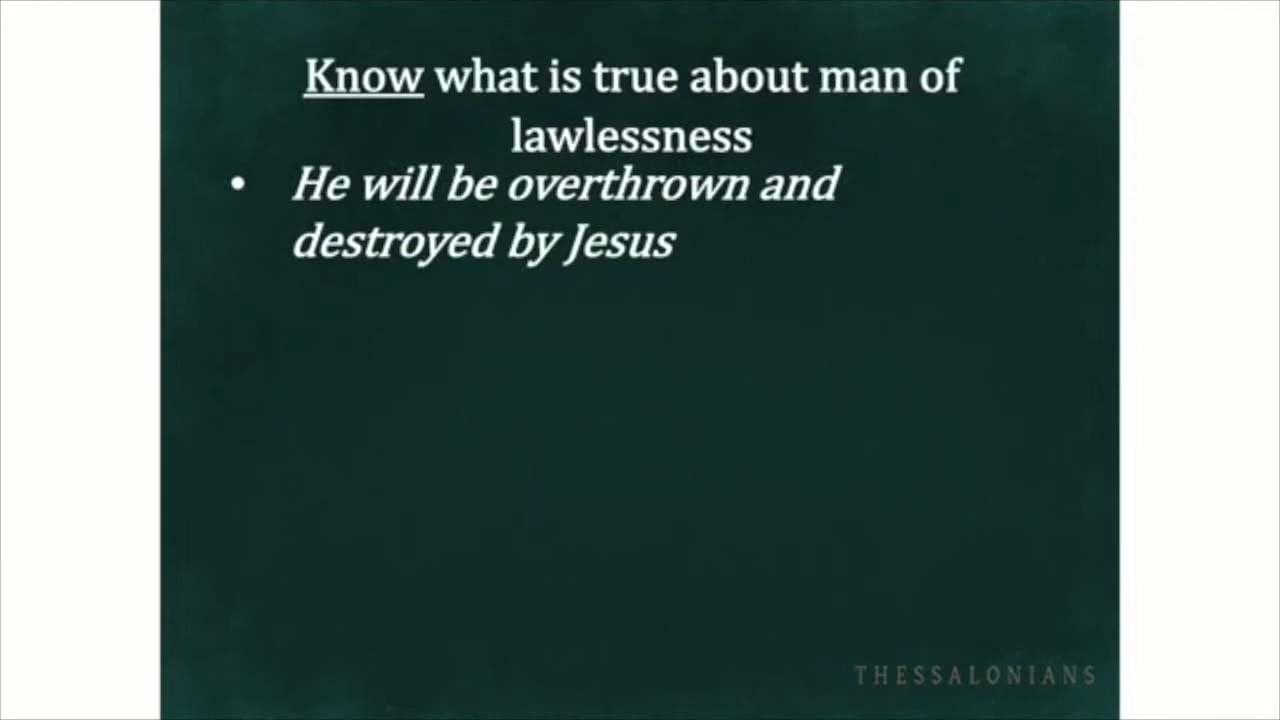 Know what is true about man of
lawlessness
• He will be overthrown and
destroyed by Jesus
THESSALONIANS